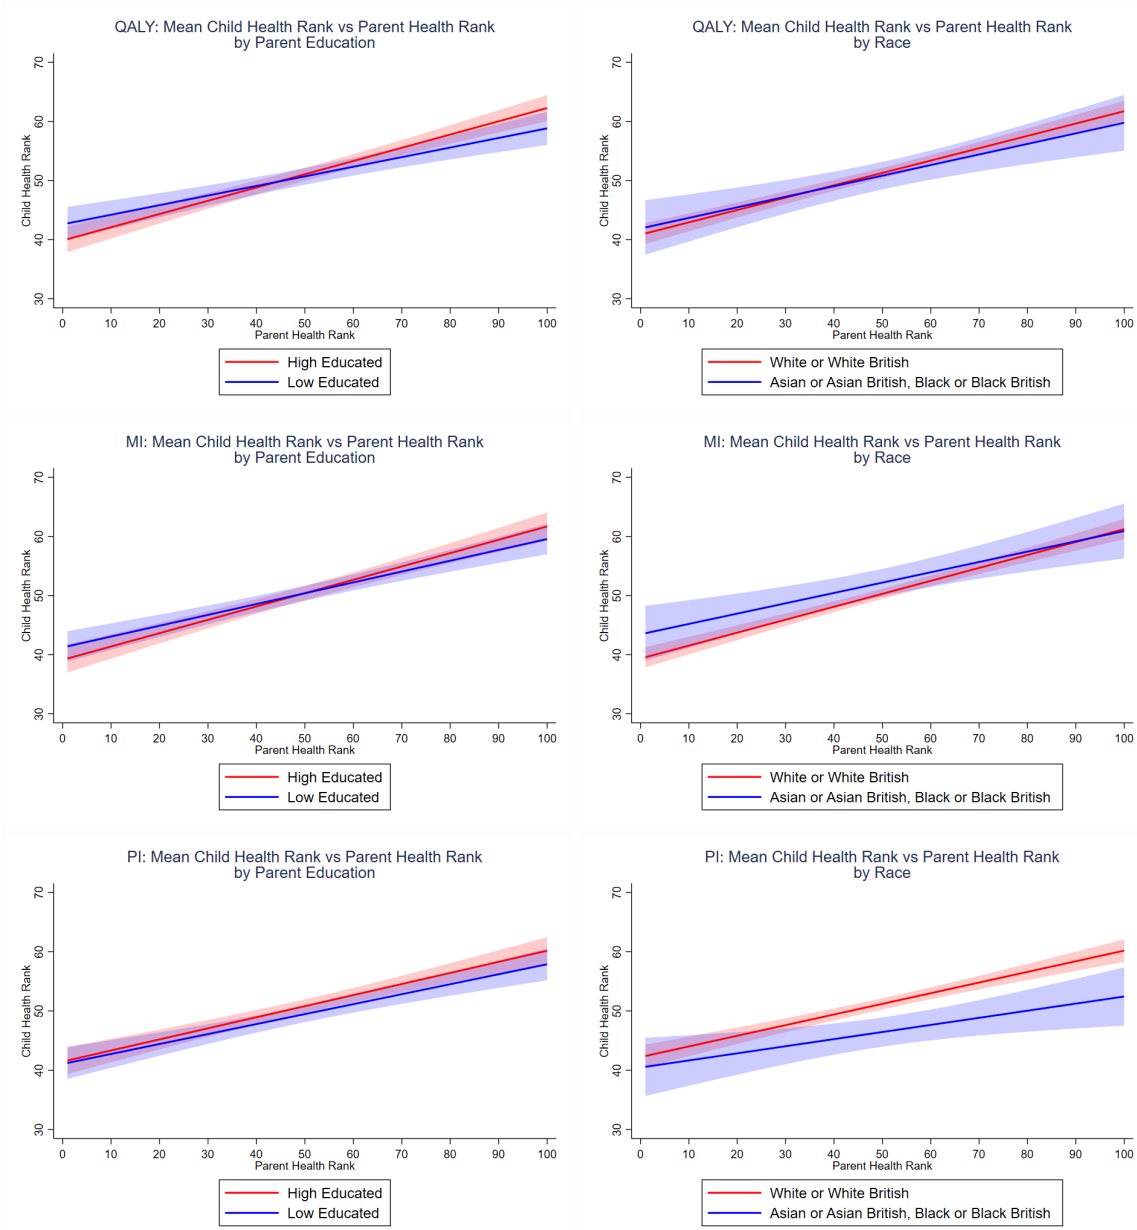 QALY: Mean Child Health Rank vs Parent Health Rank
by Parent Education
Child Health Rank
70
60
50
40
30
0 10 20 30 40 50 60 70 80 90 100
Parent Health Rank
High Educated
Low Educated
QALY: Mean Child Health Rank vs Parent Health Rank
by Race
Child Health Rank
70
60
50
40
30
0 10 20 30 40 50 60 70 80 90 100
Parent Health Rank
White or White British
Asian or Asian British, Black or Black British
MI: Mean Child Health Rank vs Parent Health Rank
by Parent Education
Child Health Rank
70
60
50
40
30
0 10 20 30 40 50 60 70 80 90 100
Parent Health Rank
High Educated
Low Educated
MI: Mean Child Health Rank vs Parent Health Rank
by Race
Child Health Rank
70
60
50
40
30
0 10 20 30 40 50 60 70 80 90 100
Parent Health Rank
White or White British
Asian or Asian British, Black or Black British
PI: Mean Child Health Rank vs Parent Health Rank
by Parent Education
Child Health Rank
70
60
50
40
30
0 10 20 30 40 50 60 70 80 90 100
Parent Health Rank
High Educated
Low Educated
PI: Mean Child Health Rank vs Parent Health Rank
by Race
Child Health Rank
70
60
50
40
30
0 10 20 30 40 50 60 70 80 90 100
Parent Health Rank
White or White British
Asian or Asian British, Black or Black British